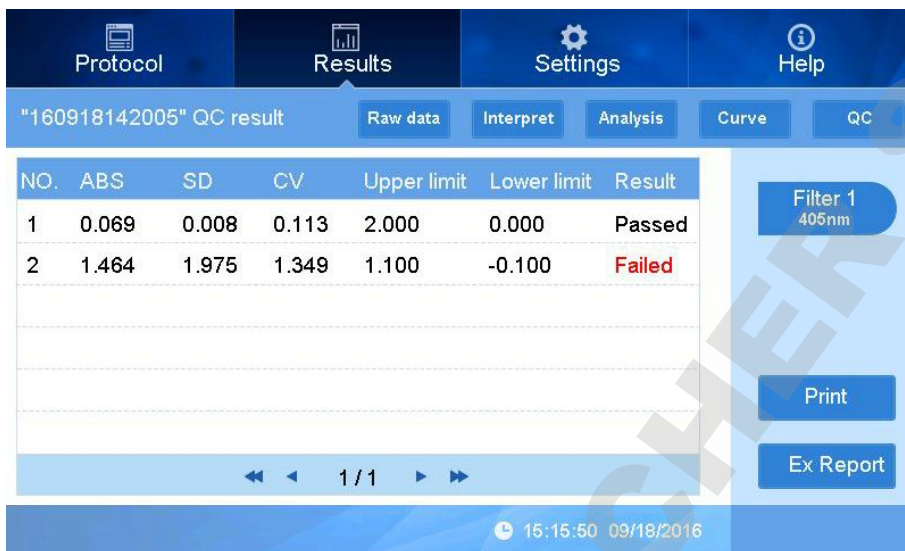 Protocol Results Settings Help
"160918142005" QC result Raw data Interpret Analysis Curve QC
NO. ABS SD CV Upper limit Lower limit Result
1 0.069 0.008 0.113 2.000 0.000 Passed
2 1.464 1.975 1.349 1.100 -0.100 Failed
Filter 1
405nm
Print
Ex Report
1 / 1
15:15:50 09/18/2016